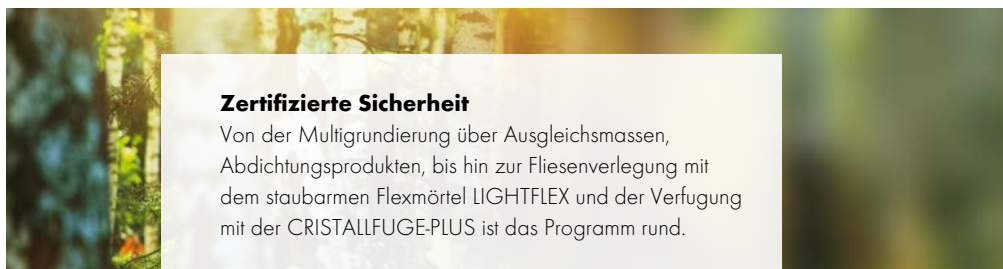 Zertifizierte Sicherheit
Von der Multigrundierung über Ausgleichsmassen,
Abdichtungsprodukten, bis hin zur Fliesenverlegung mit
dem staubarmen Flexmörtel LIGHTFLEX und der Verfugung
mit der CRISTALLFUGE-PLUS ist das Programm rund.